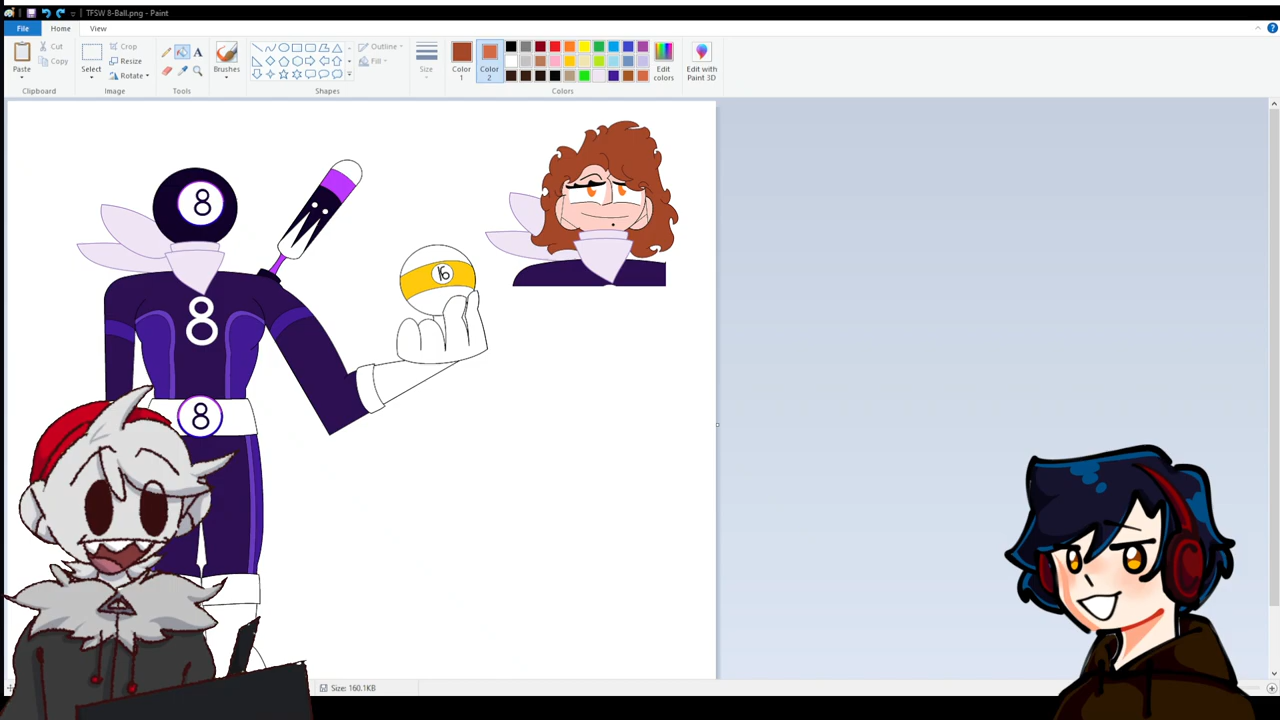 TFSW 8-Ball.png - Paint
File
Home
View
Paste
Cut
Copy
Clipboard
Select
Crop
Resize
Rotate
Image
A
Tools
Brushes
Outline
Fill
Shapes
Size
Color 1
Color 2
Edit colors
Colors
Edit with Paint 3D
8
16
8
8
Size: 160.1KB